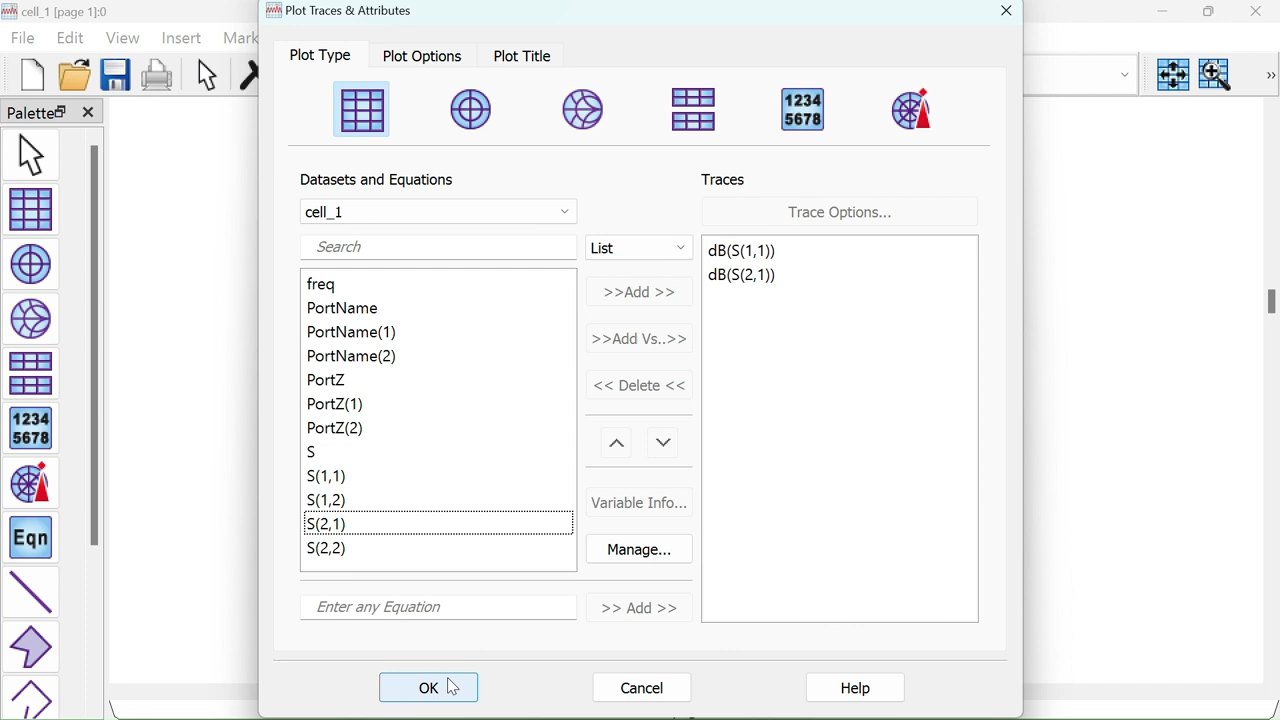 cell_1 [page 1]:0
File Edit View Insert Mark
Palette
1234
5678
Eqn
Plot Traces & Attributes
Plot Type Plot Options Plot Title
1234
5678
Datasets and Equations
cell_1
Search
List
freq
PortName
PortName(1)
PortName(2)
PortZ
PortZ(1)
PortZ(2)
S
S(1,1)
S(1,2)
S(2,1)
S(2,2)
Enter any Equation
>>Add >>
>>Add Vs..>>
<< Delete <<
Variable Info...
Manage...
>> Add >>
Traces
Trace Options...
dB(S(1,1))
dB(S(2,1))
OK Cancel Help